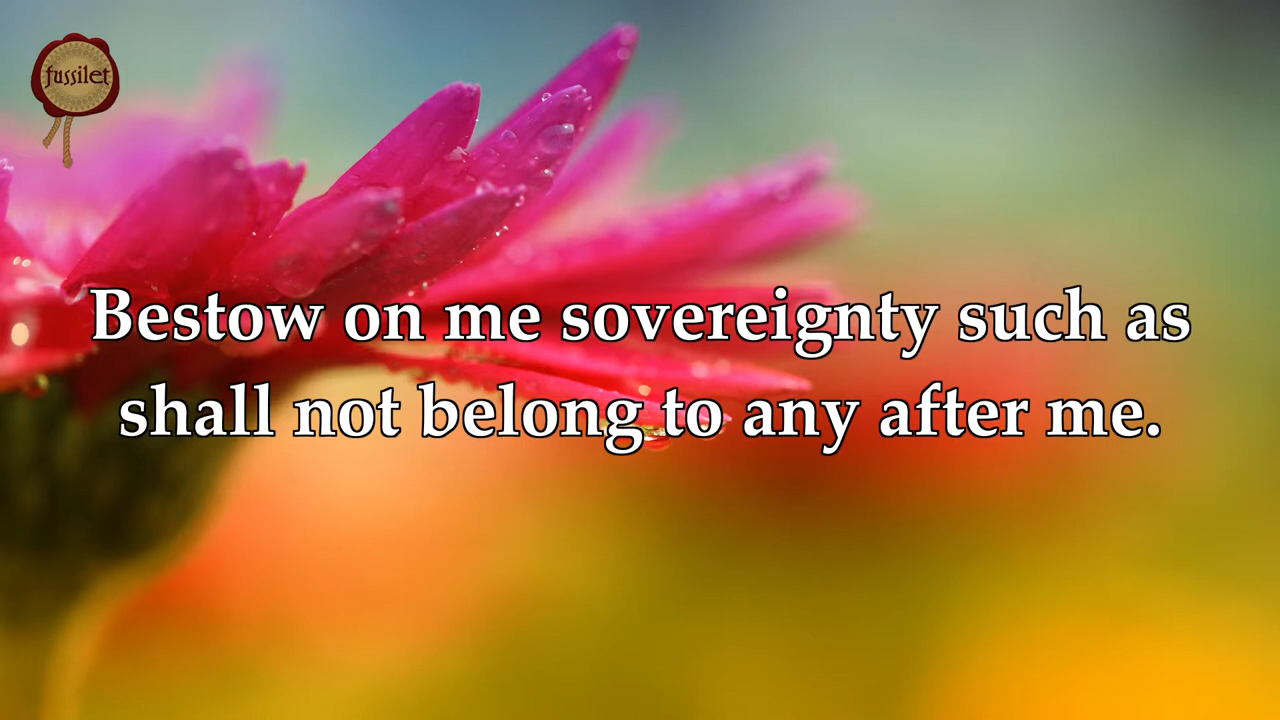 fussilet
Bestow on me sovereignty such as
shall not belong to any after me.